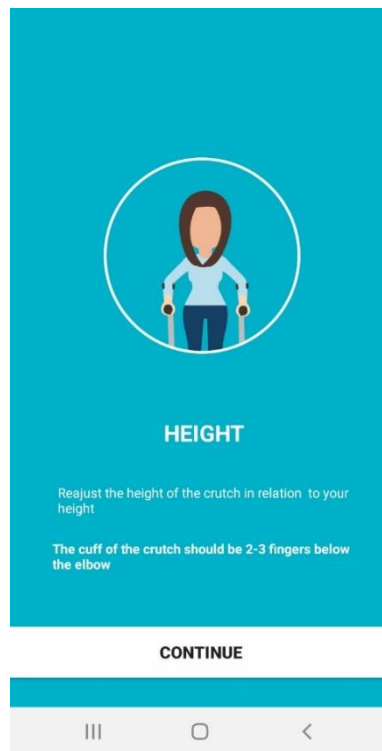 HEIGHT
Reajust the height of the crutch in relation to your
height
The cuff of the crutch should be 2-3 fingers below
the elbow
CONTINUE